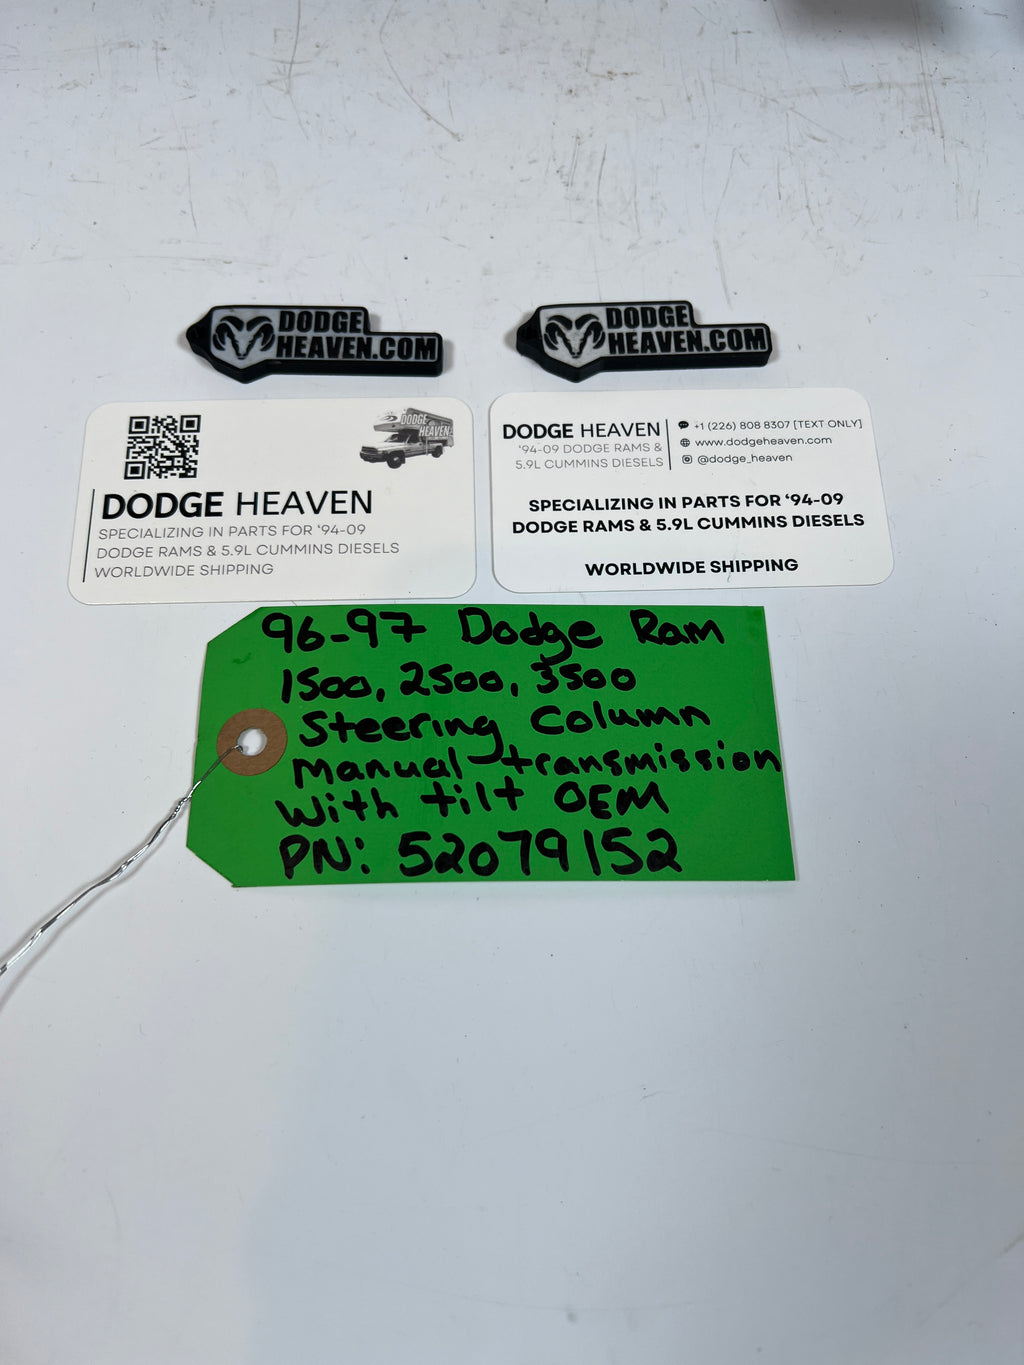 DODGE
HEAVEN.COM
DODGE
HEAVEN.COM
DODGE
HEAVEN
DODGE HEAVEN
SPECIALIZING IN PARTS FOR ‘94-09
DODGE RAMS & 5.9L CUMMINS DIESELS
WORLDWIDE SHIPPING
DODGE HEAVEN
‘94-09 DODGE RAMS &
5.9L CUMMINS DIESELS
+1 (226) 808 8307 [TEXT ONLY]
www.dodgeheaven.com
@dodge_heaven
SPECIALIZING IN PARTS FOR ‘94-09
DODGE RAMS & 5.9L CUMMINS DIESELS
WORLDWIDE SHIPPING
96-97 Dodge Ram
1500, 2500, 3500
Steering Column
Manual transmission
With tilt OEM
PN: 52079152